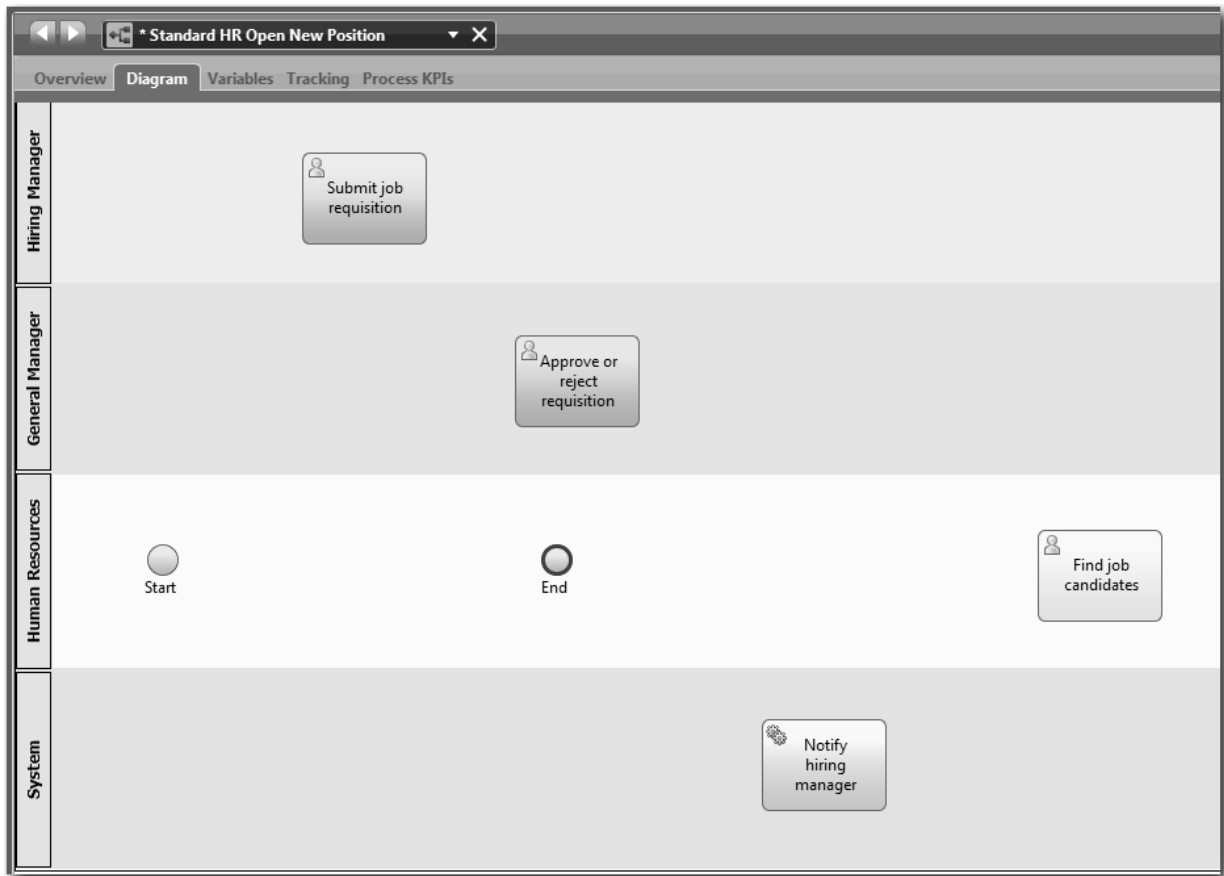 * Standard HR Open New Position
Overview Diagram Variables Tracking Process KPIs
Hiring Manager
Submit job
requisition
General Manager
Approve or
reject
requisition
Human Resources
Start
End
Find job
candidates
System
Notify
hiring
manager